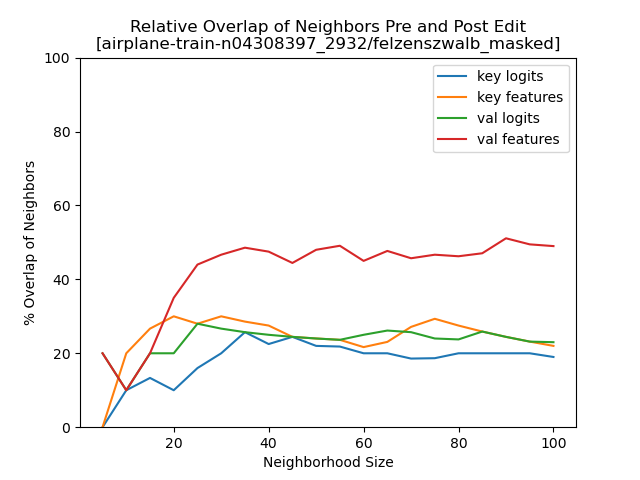 Relative Overlap of Neighbors Pre and Post Edit
[airplane-train-n04308397_2932/felzenszwalb_masked]
100
80
60
40
20
0
% Overlap of Neighbors
key logits
key features
val logits
val features
20 40 60 80 100
Neighborhood Size